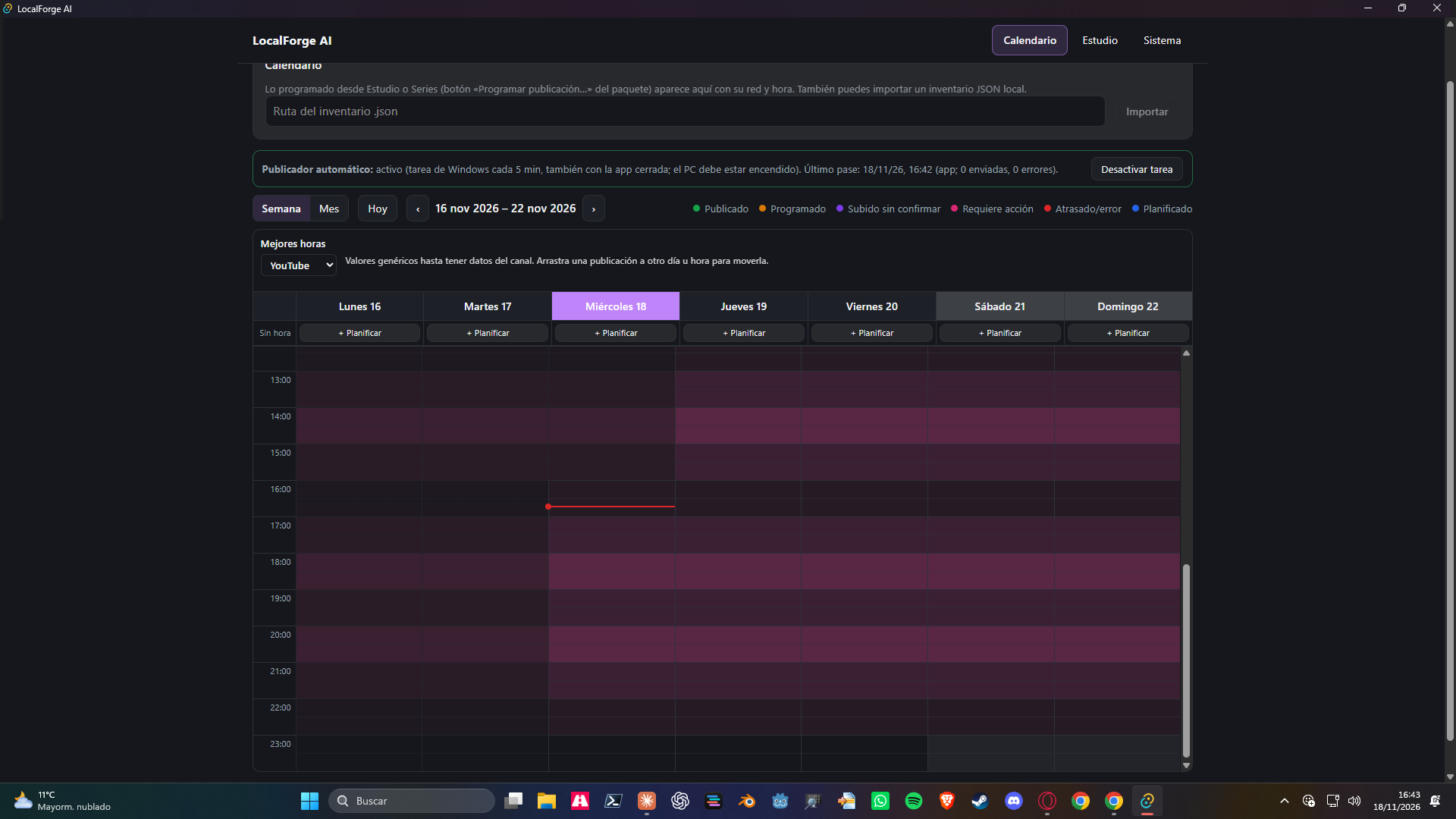 LocalForge AI
LocalForge AI
Calendario
Estudio
Sistema
Calendario
Lo programado desde Estudio o Series (botón «Programar publicación...» del paquete) aparece aquí con su red y hora. También puedes importar un inventario JSON local.
Ruta del inventario .json
Importar
Publicador automático: activo (tarea de Windows cada 5 min, también con la app cerrada; el PC debe estar encendido). Último pase: 18/11/26, 16:42 (app; 0 enviadas, 0 errores).
Desactivar tarea
Semana
Mes
Hoy
‹
16 nov 2026 – 22 nov 2026
›
Publicado
Programado
Subido sin confirmar
Requiere acción
Atrasado/error
Planificado
Mejores horas
YouTube
Valores genéricos hasta tener datos del canal. Arrastra una publicación a otro día u hora para moverla.
Lunes 16
Martes 17
Miércoles 18
Jueves 19
Viernes 20
Sábado 21
Domingo 22
Sin hora
+ Planificar
+ Planificar
+ Planificar
+ Planificar
+ Planificar
+ Planificar
+ Planificar
13:00
14:00
15:00
16:00
17:00
18:00
19:00
20:00
21:00
22:00
23:00
11°C
Mayorm. nublado
Buscar
16:43
18/11/2026